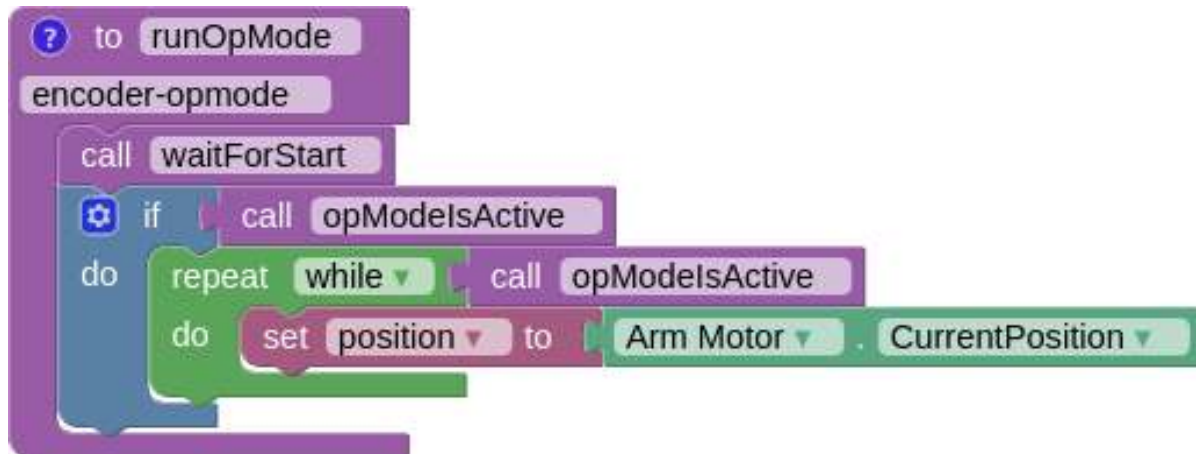 ? to runOpMode
encoder-opmode
call waitForStart
if call opModeIsActive
do repeat while call opModeIsActive
do set position to Arm Motor . CurrentPosition